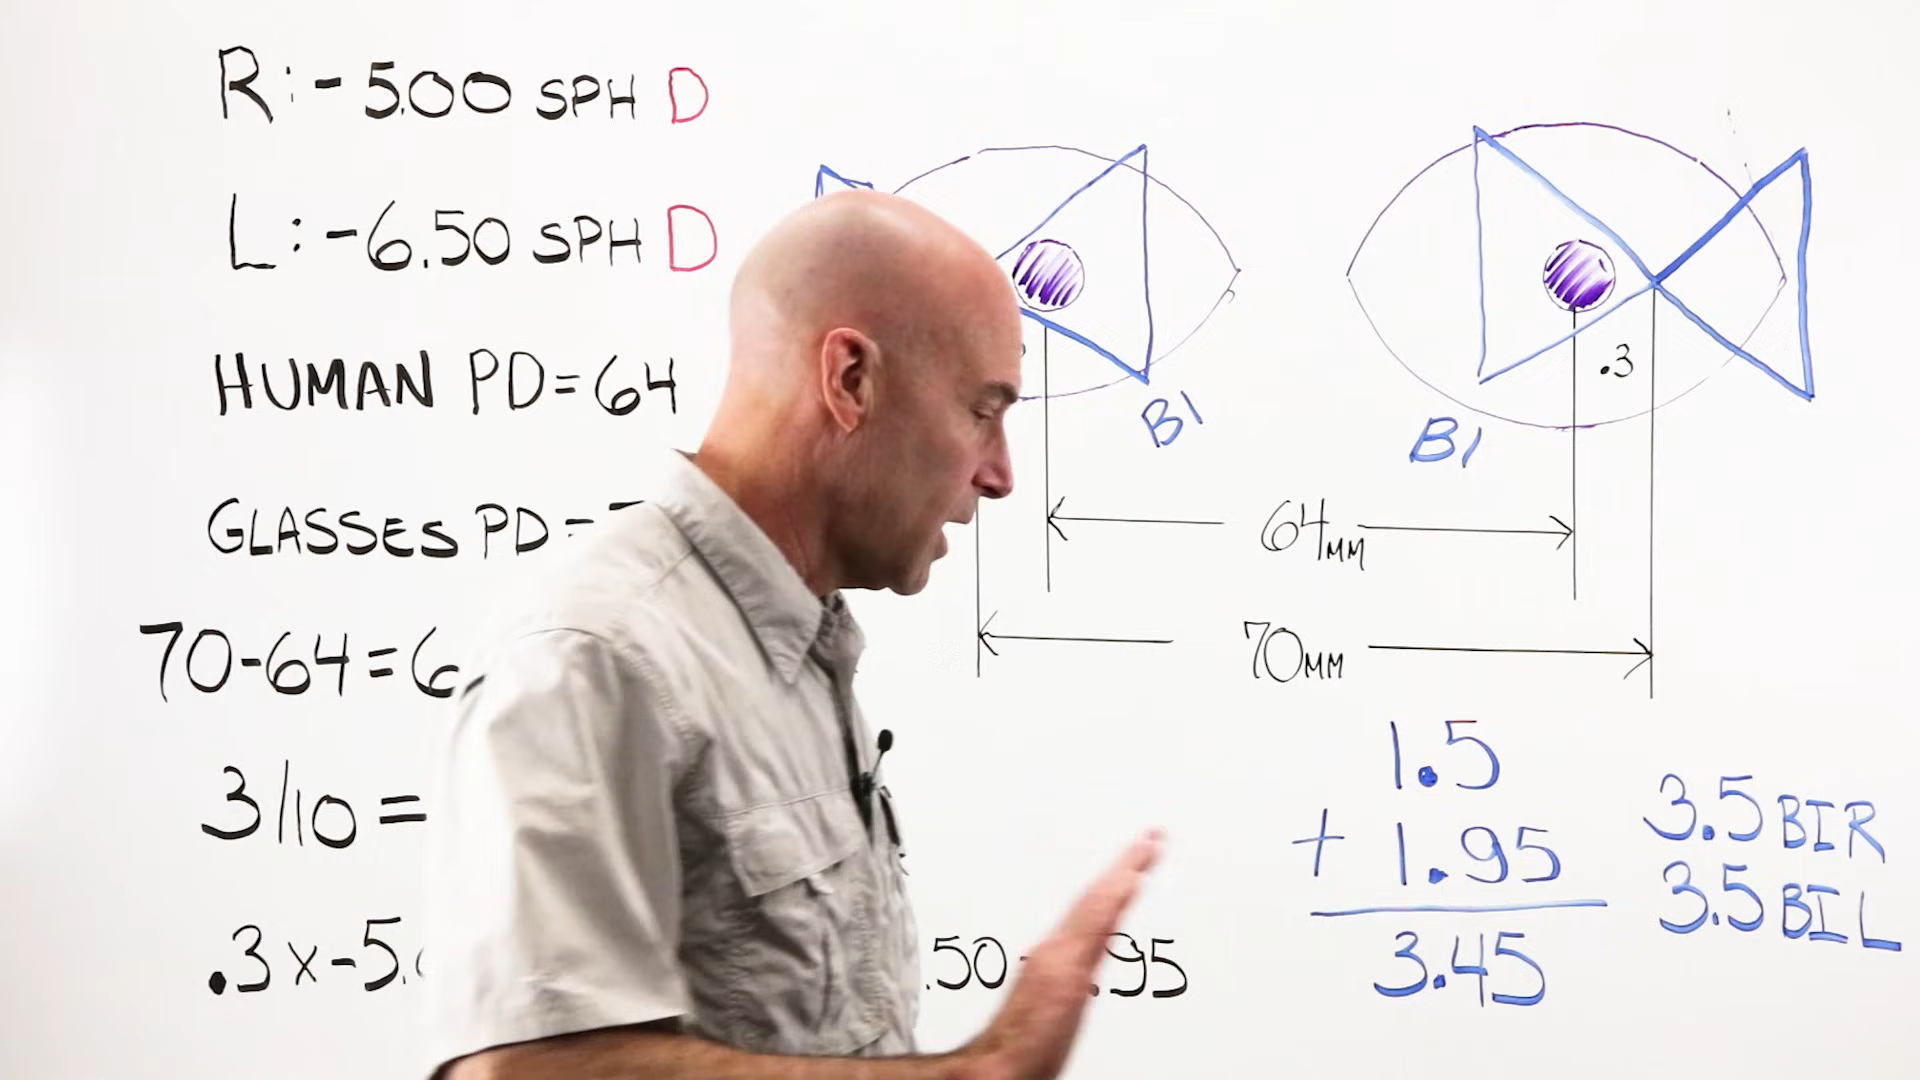 R: -5.00 SPH D
L: -6.50 SPH D
HUMAN PD = 64
GLASSES PD =
70-64=6
3/10 =
.3 x -5.
.50
.95
.3
BI
BI
64MM
70MM
1.5
+ 1.95
3.45
3.5 BIR
3.5 BIL